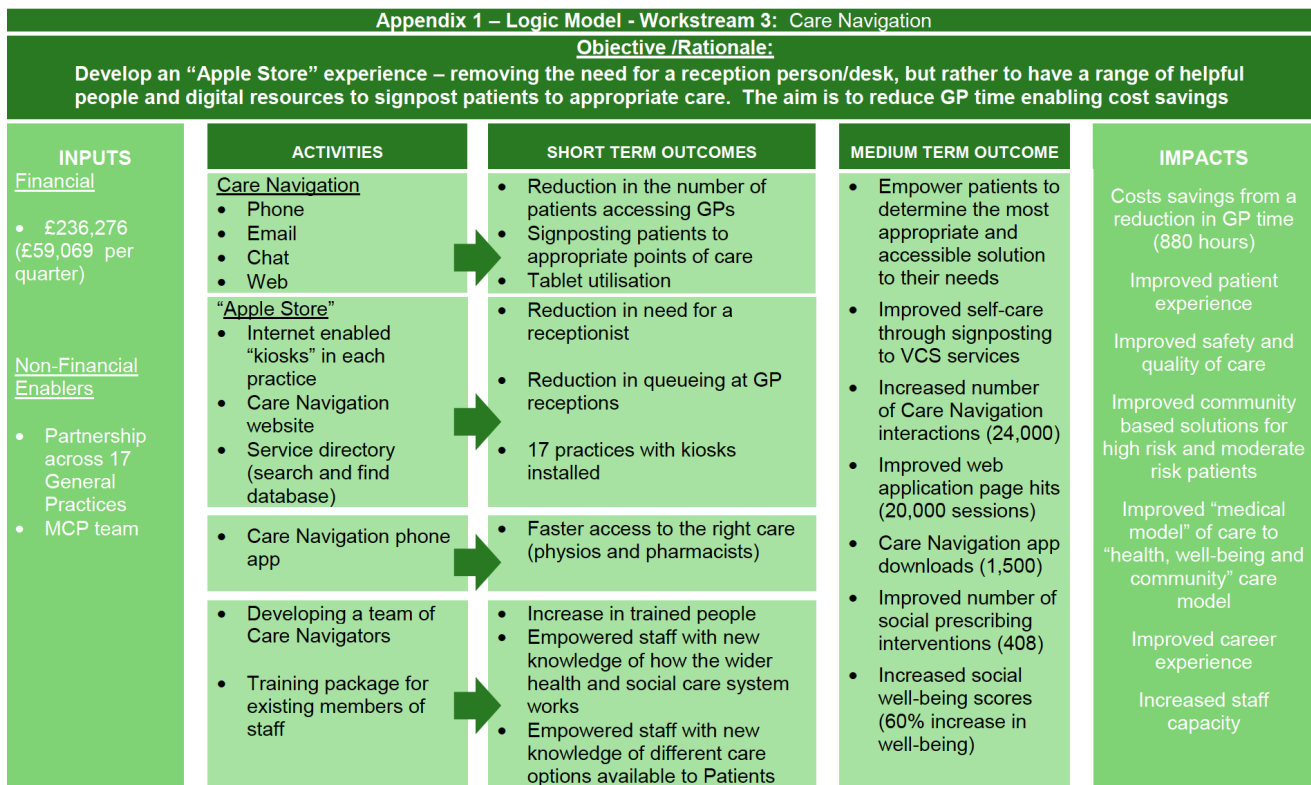 Appendix 1 – Logic Model - Workstream 3: Care Navigation
Objective /Rationale:
Develop an “Apple Store” experience – removing the need for a reception person/desk, but rather to have a range of helpful
people and digital resources to signpost patients to appropriate care. The aim is to reduce GP time enabling cost savings
INPUTS
Financial
• £236,276
(£59,069 per
quarter)
Non-Financial
Enablers
• Partnership
across 17
General
Practices
• MCP team
ACTIVITIES
Care Navigation
• Phone
• Email
• Chat
• Web
“Apple Store”
• Internet enabled
“kiosks” in each
practice
• Care Navigation
website
• Service directory
(search and find
database)
• Care Navigation phone
app
• Developing a team of
Care Navigators
• Training package for
existing members of
staff
SHORT TERM OUTCOMES
• Reduction in the number of
patients accessing GPs
• Signposting patients to
appropriate points of care
• Tablet utilisation
• Reduction in need for a
receptionist
• Reduction in queueing at GP
receptions
• 17 practices with kiosks
installed
• Faster access to the right care
(physios and pharmacists)
• Increase in trained people
• Empowered staff with new
knowledge of how the wider
health and social care system
works
• Empowered staff with new
knowledge of different care
options available to Patients
MEDIUM TERM OUTCOME
• Empower patients to
determine the most
appropriate and
accessible solution
to their needs
• Improved self-care
through signposting
to VCS services
• Increased number
of Care Navigation
interactions (24,000)
• Improved web
application page hits
(20,000 sessions)
• Care Navigation app
downloads (1,500)
• Improved number of
social prescribing
interventions (408)
• Increased social
well-being scores
(60% increase in
well-being)
IMPACTS
Costs savings from a
reduction in GP time
(880 hours)
Improved patient
experience
Improved safety and
quality of care
Improved community
based solutions for
high risk and moderate
risk patients
Improved “medical
model” of care to
“health, well-being and
community” care
model
Improved career
experience
Increased staff
capacity